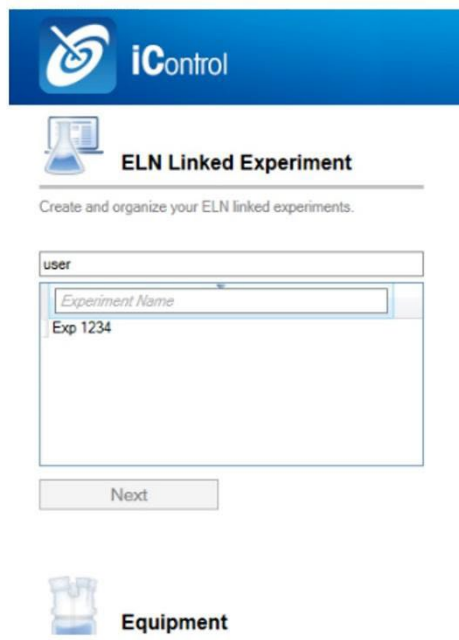 iControl
ELN Linked Experiment
Create and organize your ELN linked experiments.
user
Experiment Name
Exp 1234
Next
Equipment